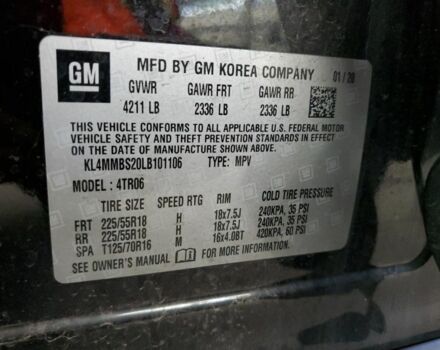 GM
MFD BY GM KOREA COMPANY 01/20
GVWR GAWR FRT GAWR RR
4211 LB 2336 LB 2336 LB
THIS VEHICLE CONFORMS TO ALL APPLICABLE U.S. FEDERAL MOTOR
VEHICLE SAFETY AND THEFT PREVENTION STANDARDS IN EFFECT
ON THE DATE OF MANUFACTURE SHOWN ABOVE.
KL4MMBS20LB101106 TYPE: MPV
MODEL: 4TR06
TIRE SIZE SPEED RTG RIM COLD TIRE PRESSURE
FRT 225/55R18 H 18x7.5J 240KPA, 35 PSI
RR 225/55R18 H 18x7.5J 240KPA, 35 PSI
SPA T125/70R16 M 16x4.0BT 420KPA, 60 PSI
SEE OWNER'S MANUAL FOR MORE INFORMATION.